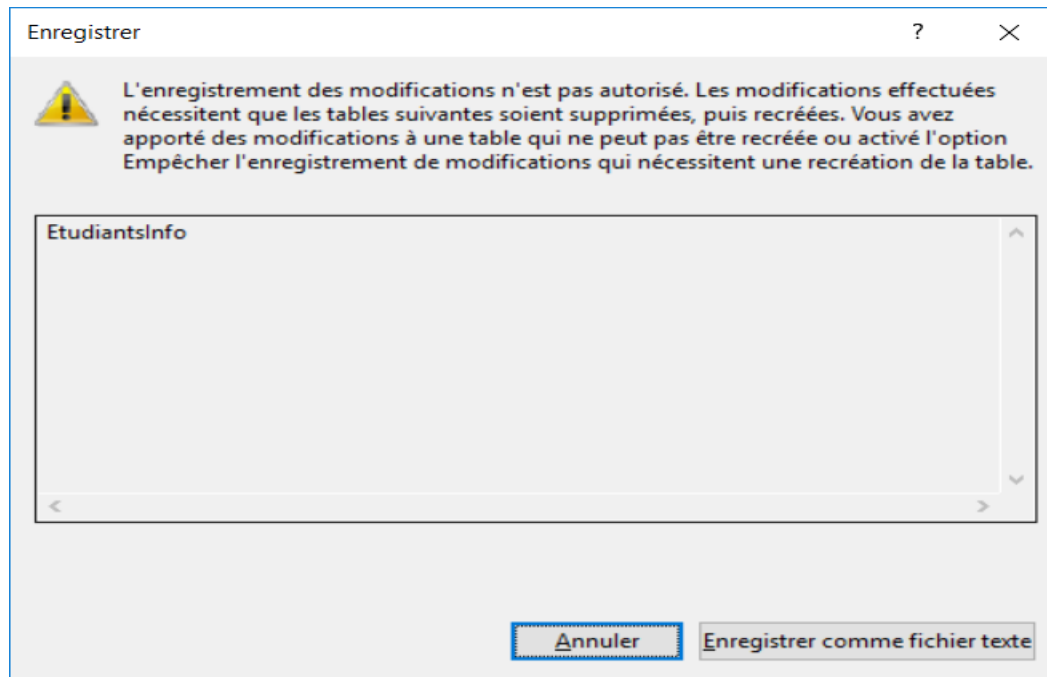 Enregistrer
?
L'enregistrement des modifications n'est pas autorisé. Les modifications effectuées
nécessitent que les tables suivantes soient supprimées, puis recréées. Vous avez
apporté des modifications à une table qui ne peut pas être recréée ou activé l'option
Empêcher l'enregistrement de modifications qui nécessitent une recréation de la table.
EtudiantsInfo
Annuler
Enregistrer comme fichier texte